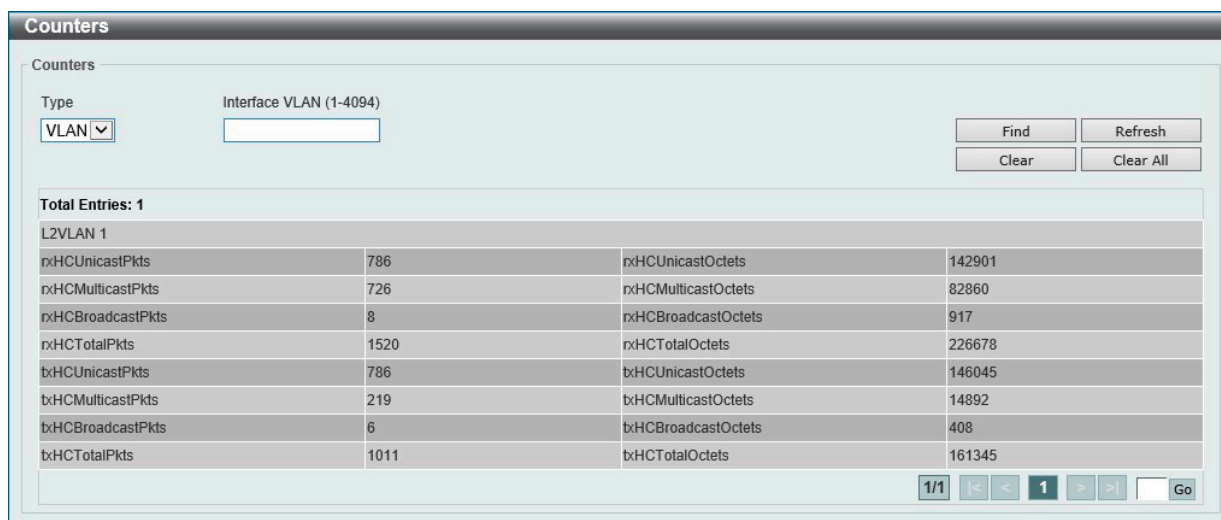 Counters
Counters
Type Interface VLAN (1-4094)
VLAN
Find Refresh
Clear Clear All
Total Entries: 1
L2VLAN 1
rxHCUnicastPkts 786 rxHCUnicastOctets 142901
rxHCMulticastPkts 726 rxHCMulticastOctets 82860
rxHCBroadcastPkts 8 rxHCBroadcastOctets 917
rxHCTotalPkts 1520 rxHCTotalOctets 226678
txHCUnicastPkts 786 txHCUnicastOctets 146045
txHCMulticastPkts 219 txHCMulticastOctets 14892
txHCBroadcastPkts 6 txHCBroadcastOctets 408
txHCTotalPkts 1011 txHCTotalOctets 161345
1/1 |< < 1 > >| Go